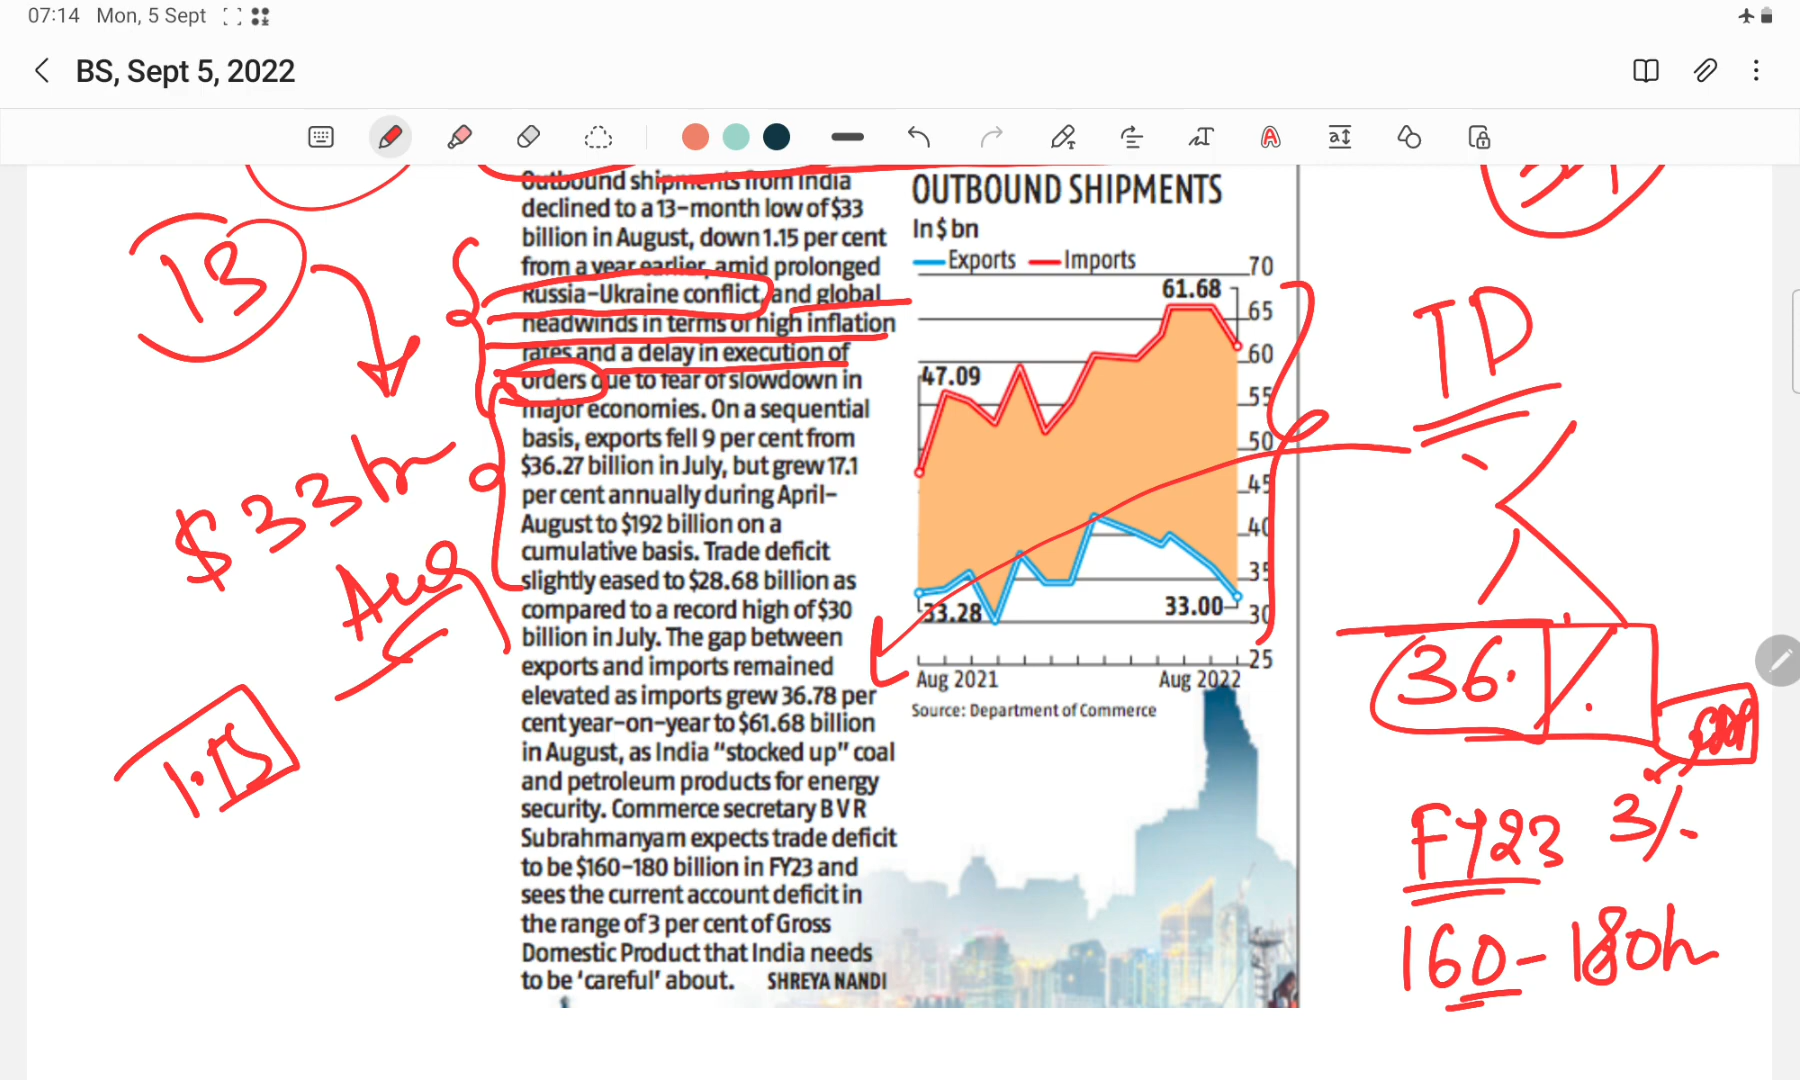 07:14 Mon, 5 Sept
BS, Sept 5, 2022
Outbound shipments from India
declined to a 13-month low of $33
billion in August, down 1.15 per cent
from a year earlier, amid prolonged
Russia-Ukraine conflict, and global
headwinds in terms of high inflation
rates and a delay in execution of
orders due to fear of slowdown in
major economies. On a sequential
basis, exports fell 9 per cent from
$36.27 billion in July, but grew 17.1
per cent annually during April-
August to $192 billion on a
cumulative basis. Trade deficit
slightly eased to $28.68 billion as
compared to a record high of $30
billion in July. The gap between
exports and imports remained
elevated as imports grew 36.78 per
cent year-on-year to $61.68 billion
in August, as India "stocked up" coal
and petroleum products for energy
security. Commerce secretary B V R
Subrahmanyam expects trade deficit
to be $160-180 billion in FY23 and
sees the current account deficit in
the range of 3 per cent of Gross
Domestic Product that India needs
to be 'careful' about. SHREYA NANDI
OUTBOUND SHIPMENTS
In $ bn
Exports Imports
70
65
60
55
50
45
40
35
30
25
61.68
47.09
33.28
33.00
Aug 2021 Aug 2022
Source: Department of Commerce
13
$33br
Aug
1.15
TD
36.
FY23 3/.
160-180br